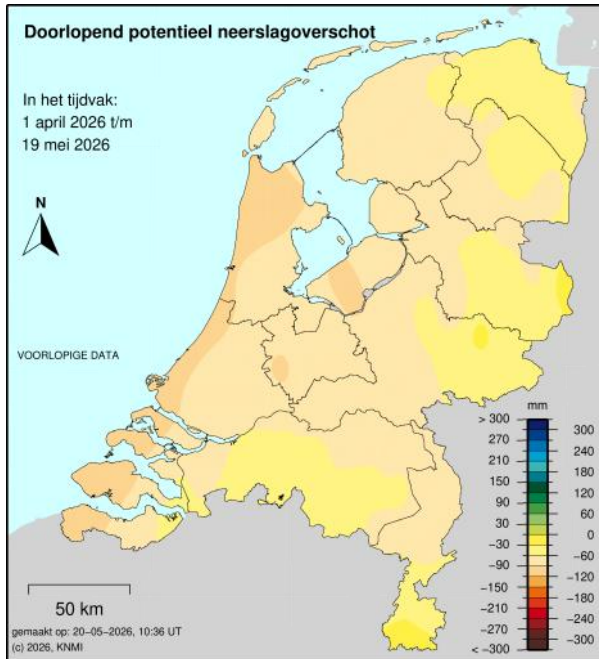 Doorlopend potentieel neerslagoverschot
In het tijdvak:
1 april 2026 t/m
19 mei 2026
N
VOORLOPIGE DATA
mm
> 300
300
270
240
210
180
150
120
90
60
30
0
−30
−60
−90
−120
−150
−180
−210
−240
−270
−300
< −300
50 km
gemaakt op: 20−05−2026, 10:36 UT
(c) 2026, KNMI